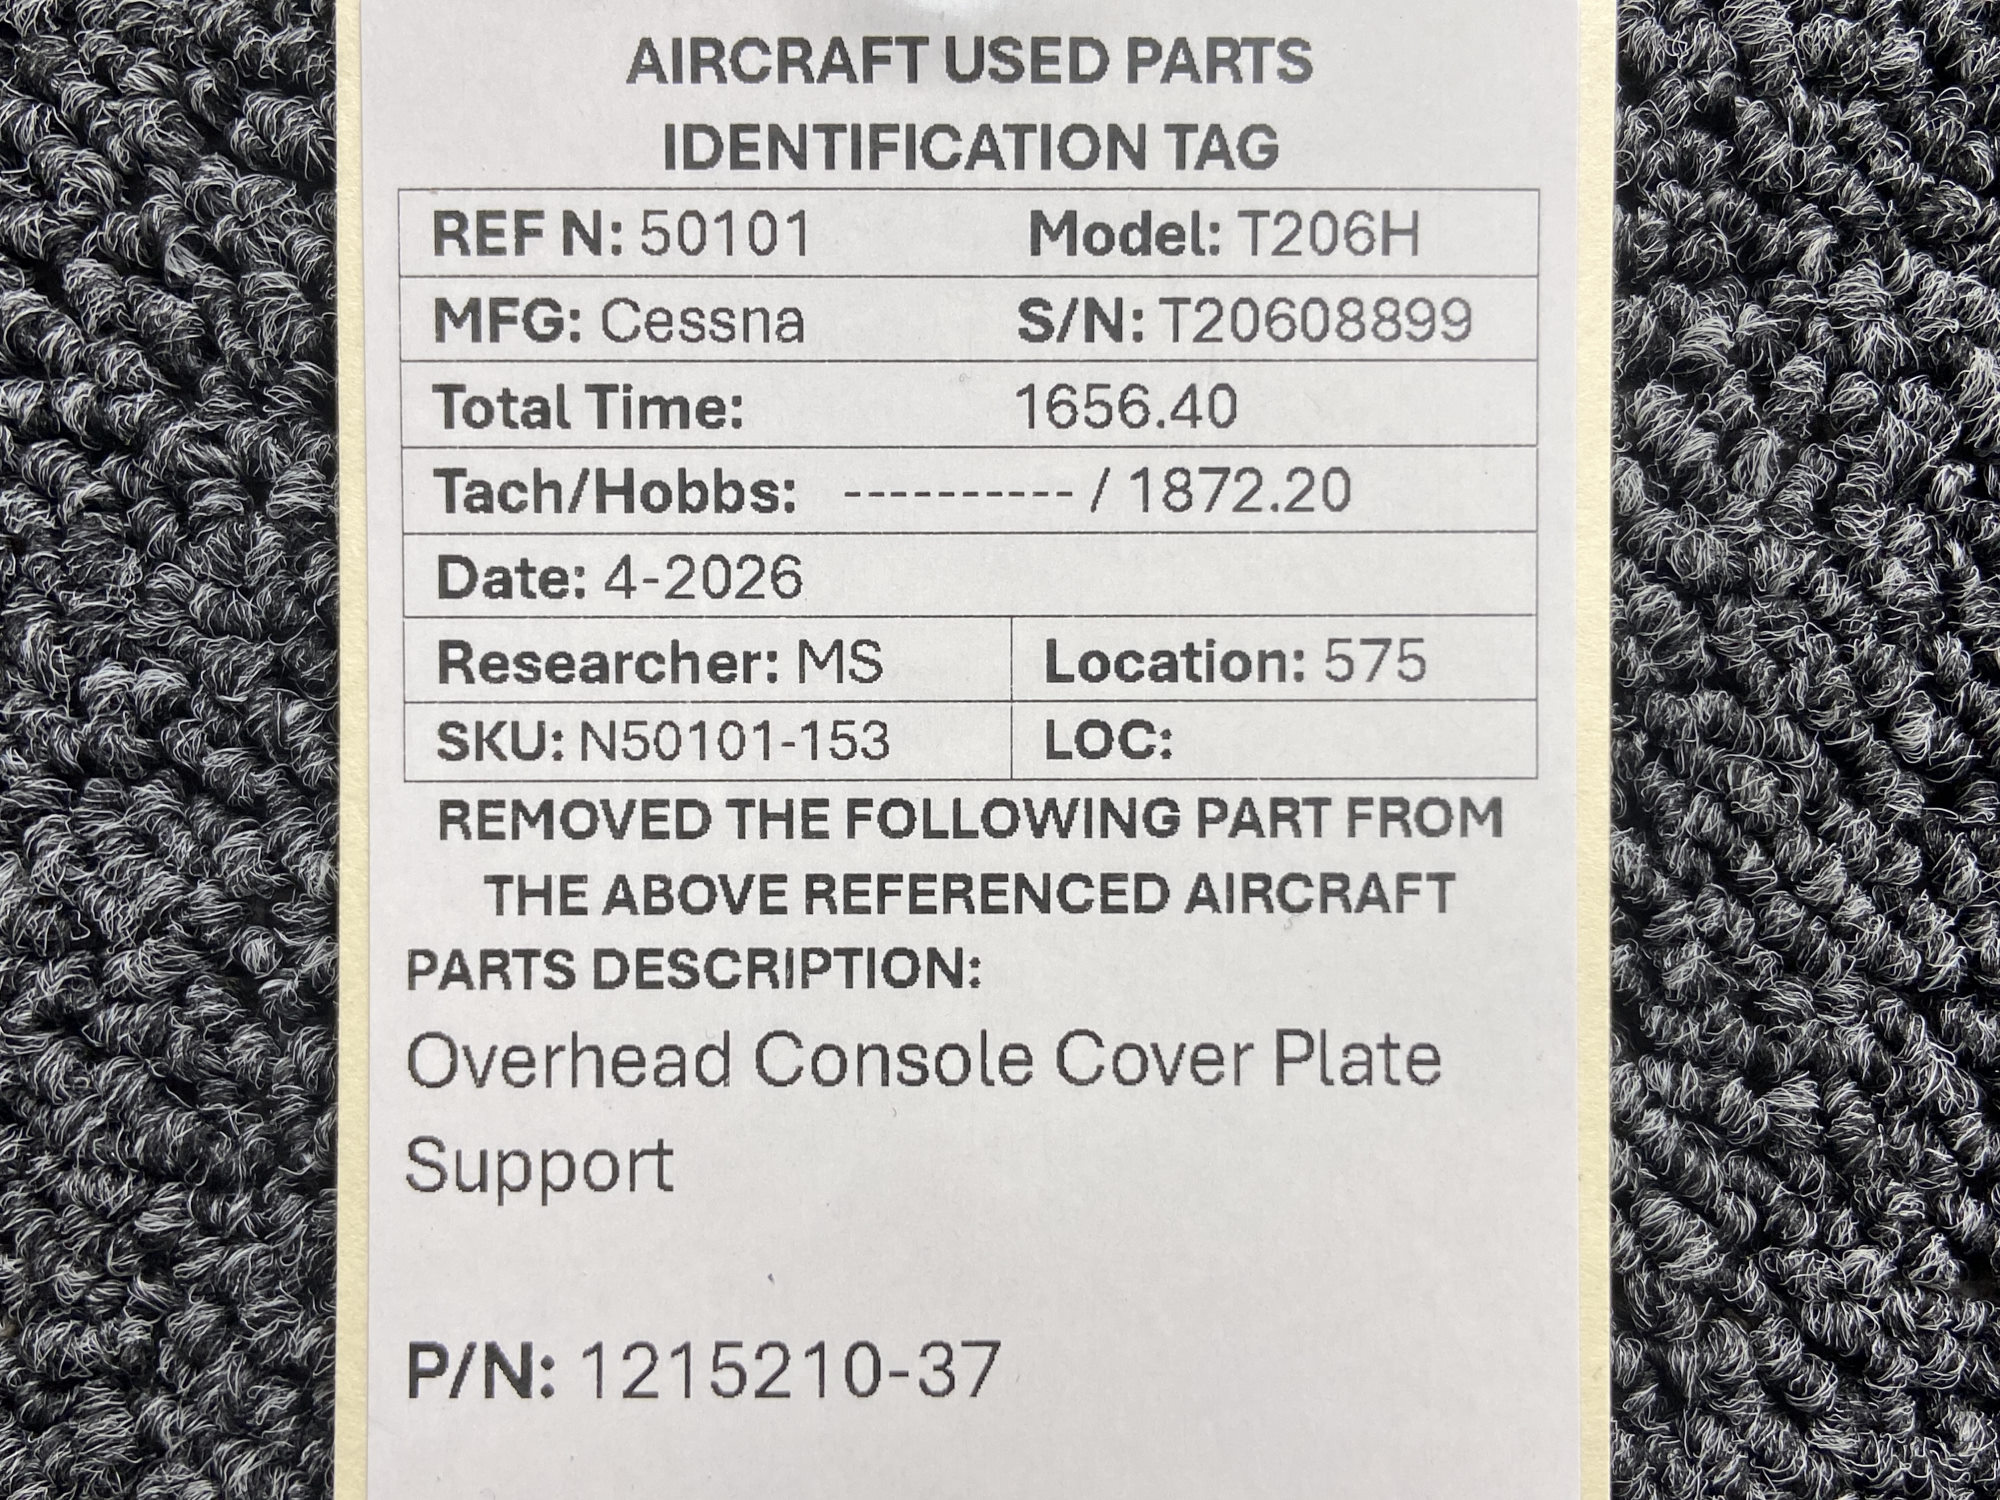 AIRCRAFT USED PARTS
IDENTIFICATION TAG
REF N: 50101 Model: T206H
MFG: Cessna S/N: T20608899
Total Time: 1656.40
Tach/Hobbs: ---------- / 1872.20
Date: 4-2026
Researcher: MS Location: 575
SKU: N50101-153 LOC:
REMOVED THE FOLLOWING PART FROM
THE ABOVE REFERENCED AIRCRAFT
PARTS DESCRIPTION:
Overhead Console Cover Plate
Support
P/N: 1215210-37